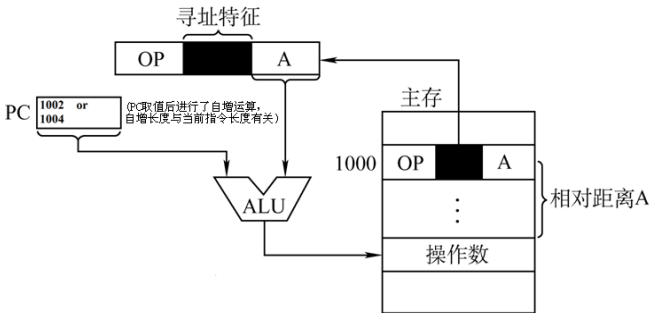 寻址特征
OP
A
PC
1002 or
1004
(PC取值后进行了自增运算，
自增长度与当前指令长度有关)
主存
1000
OP
A
ALU
相对距离A
操作数